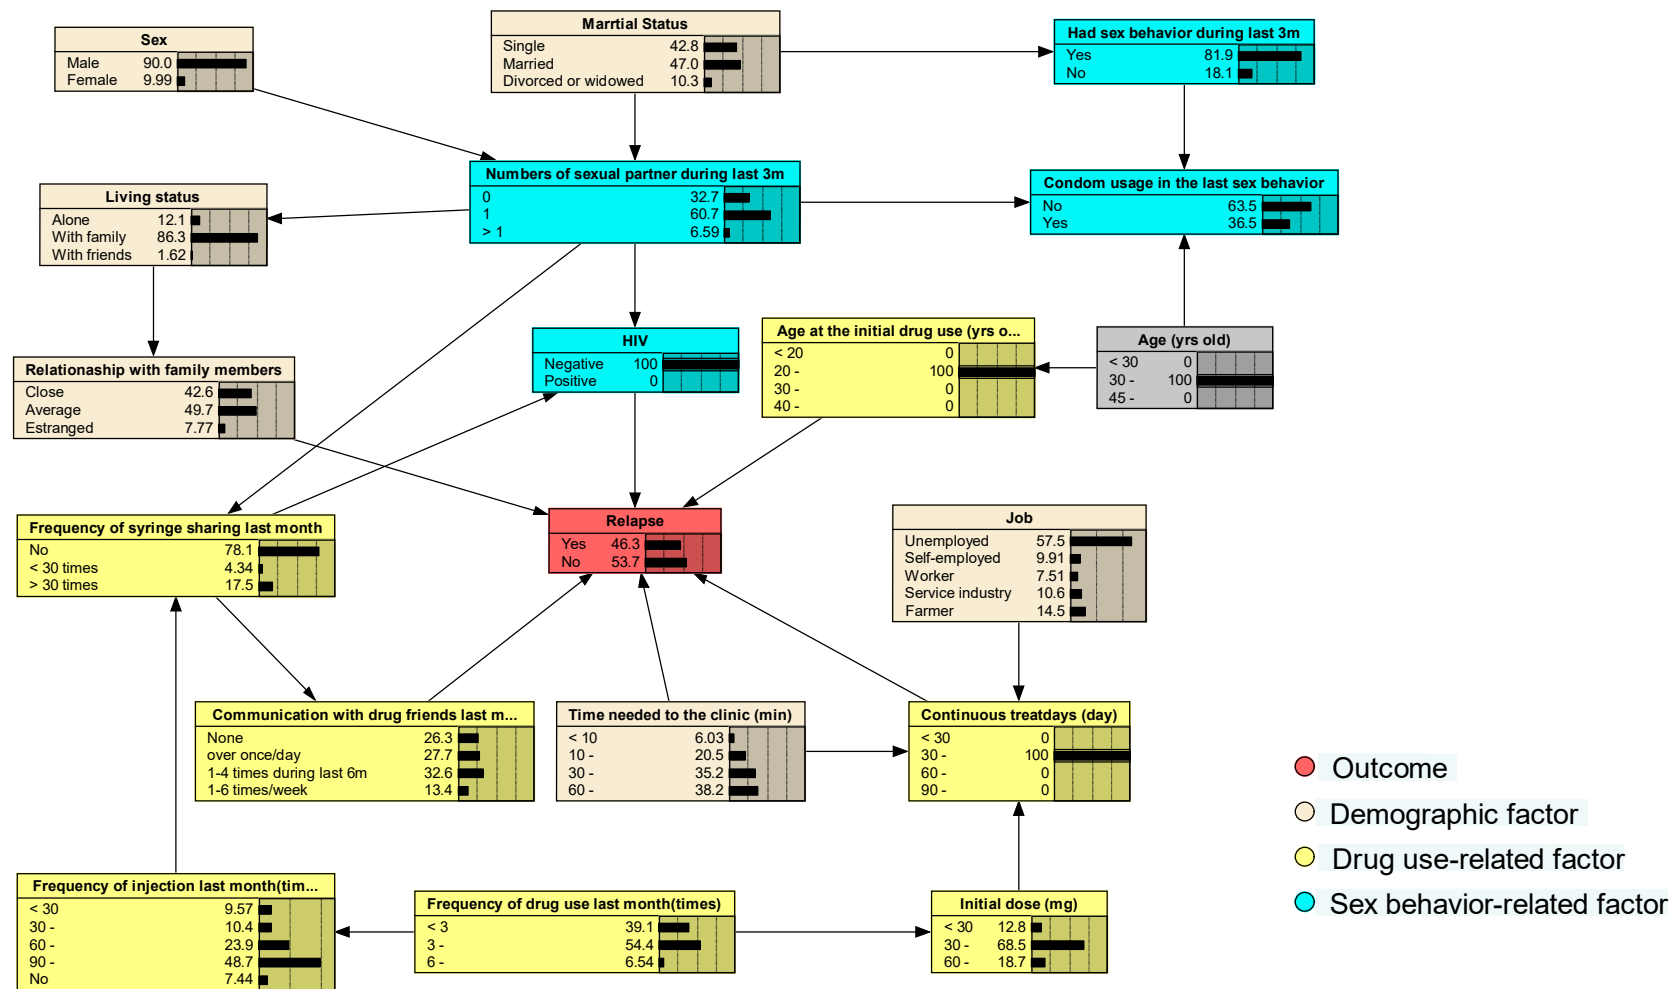 Sex
Male 90.0
Female 9.99
Marrtial Status
Single 42.8
Married 47.0
Divorced or widowed 10.3
Had sex behavior during last 3m
Yes 81.9
No 18.1
Numbers of sexual partner during last 3m
0 32.7
1 60.7
> 1 6.59
Condom usage in the last sex behavior
No 63.5
Yes 36.5
Living status
Alone 12.1
With family 86.3
With friends 1.62
HIV
Negative 100
Positive 0
Age at the initial drug use (yrs o...
< 20 0
20 - 100
30 - 0
40 - 0
Age (yrs old)
< 30 0
30 - 100
45 - 0
Relationaship with family members
Close 42.6
Average 49.7
Estranged 7.77
Frequency of syringe sharing last month
No 78.1
< 30 times 4.34
> 30 times 17.5
Relapse
Yes 46.3
No 53.7
Job
Unemployed 57.5
Self-employed 9.91
Worker 7.51
Service industry 10.6
Farmer 14.5
Communication with drug friends last m...
None 26.3
over once/day 27.7
1-4 times during last 6m 32.6
1-6 times/week 13.4
Time needed to the clinic (min)
< 10 6.03
10 - 20.5
30 - 35.2
60 - 38.2
Continuous treatdays (day)
< 30 0
30 - 100
60 - 0
90 - 0
Outcome
Demographic factor
Drug use-related factor
Sex behavior-related factor
Frequency of injection last month(tim...
< 30 9.57
30 - 10.4
60 - 23.9
90 - 48.7
No 7.44
Frequency of drug use last month(times)
< 3 39.1
3 - 54.4
6 - 6.54
Initial dose (mg)
< 30 12.8
30 - 68.5
60 - 18.7